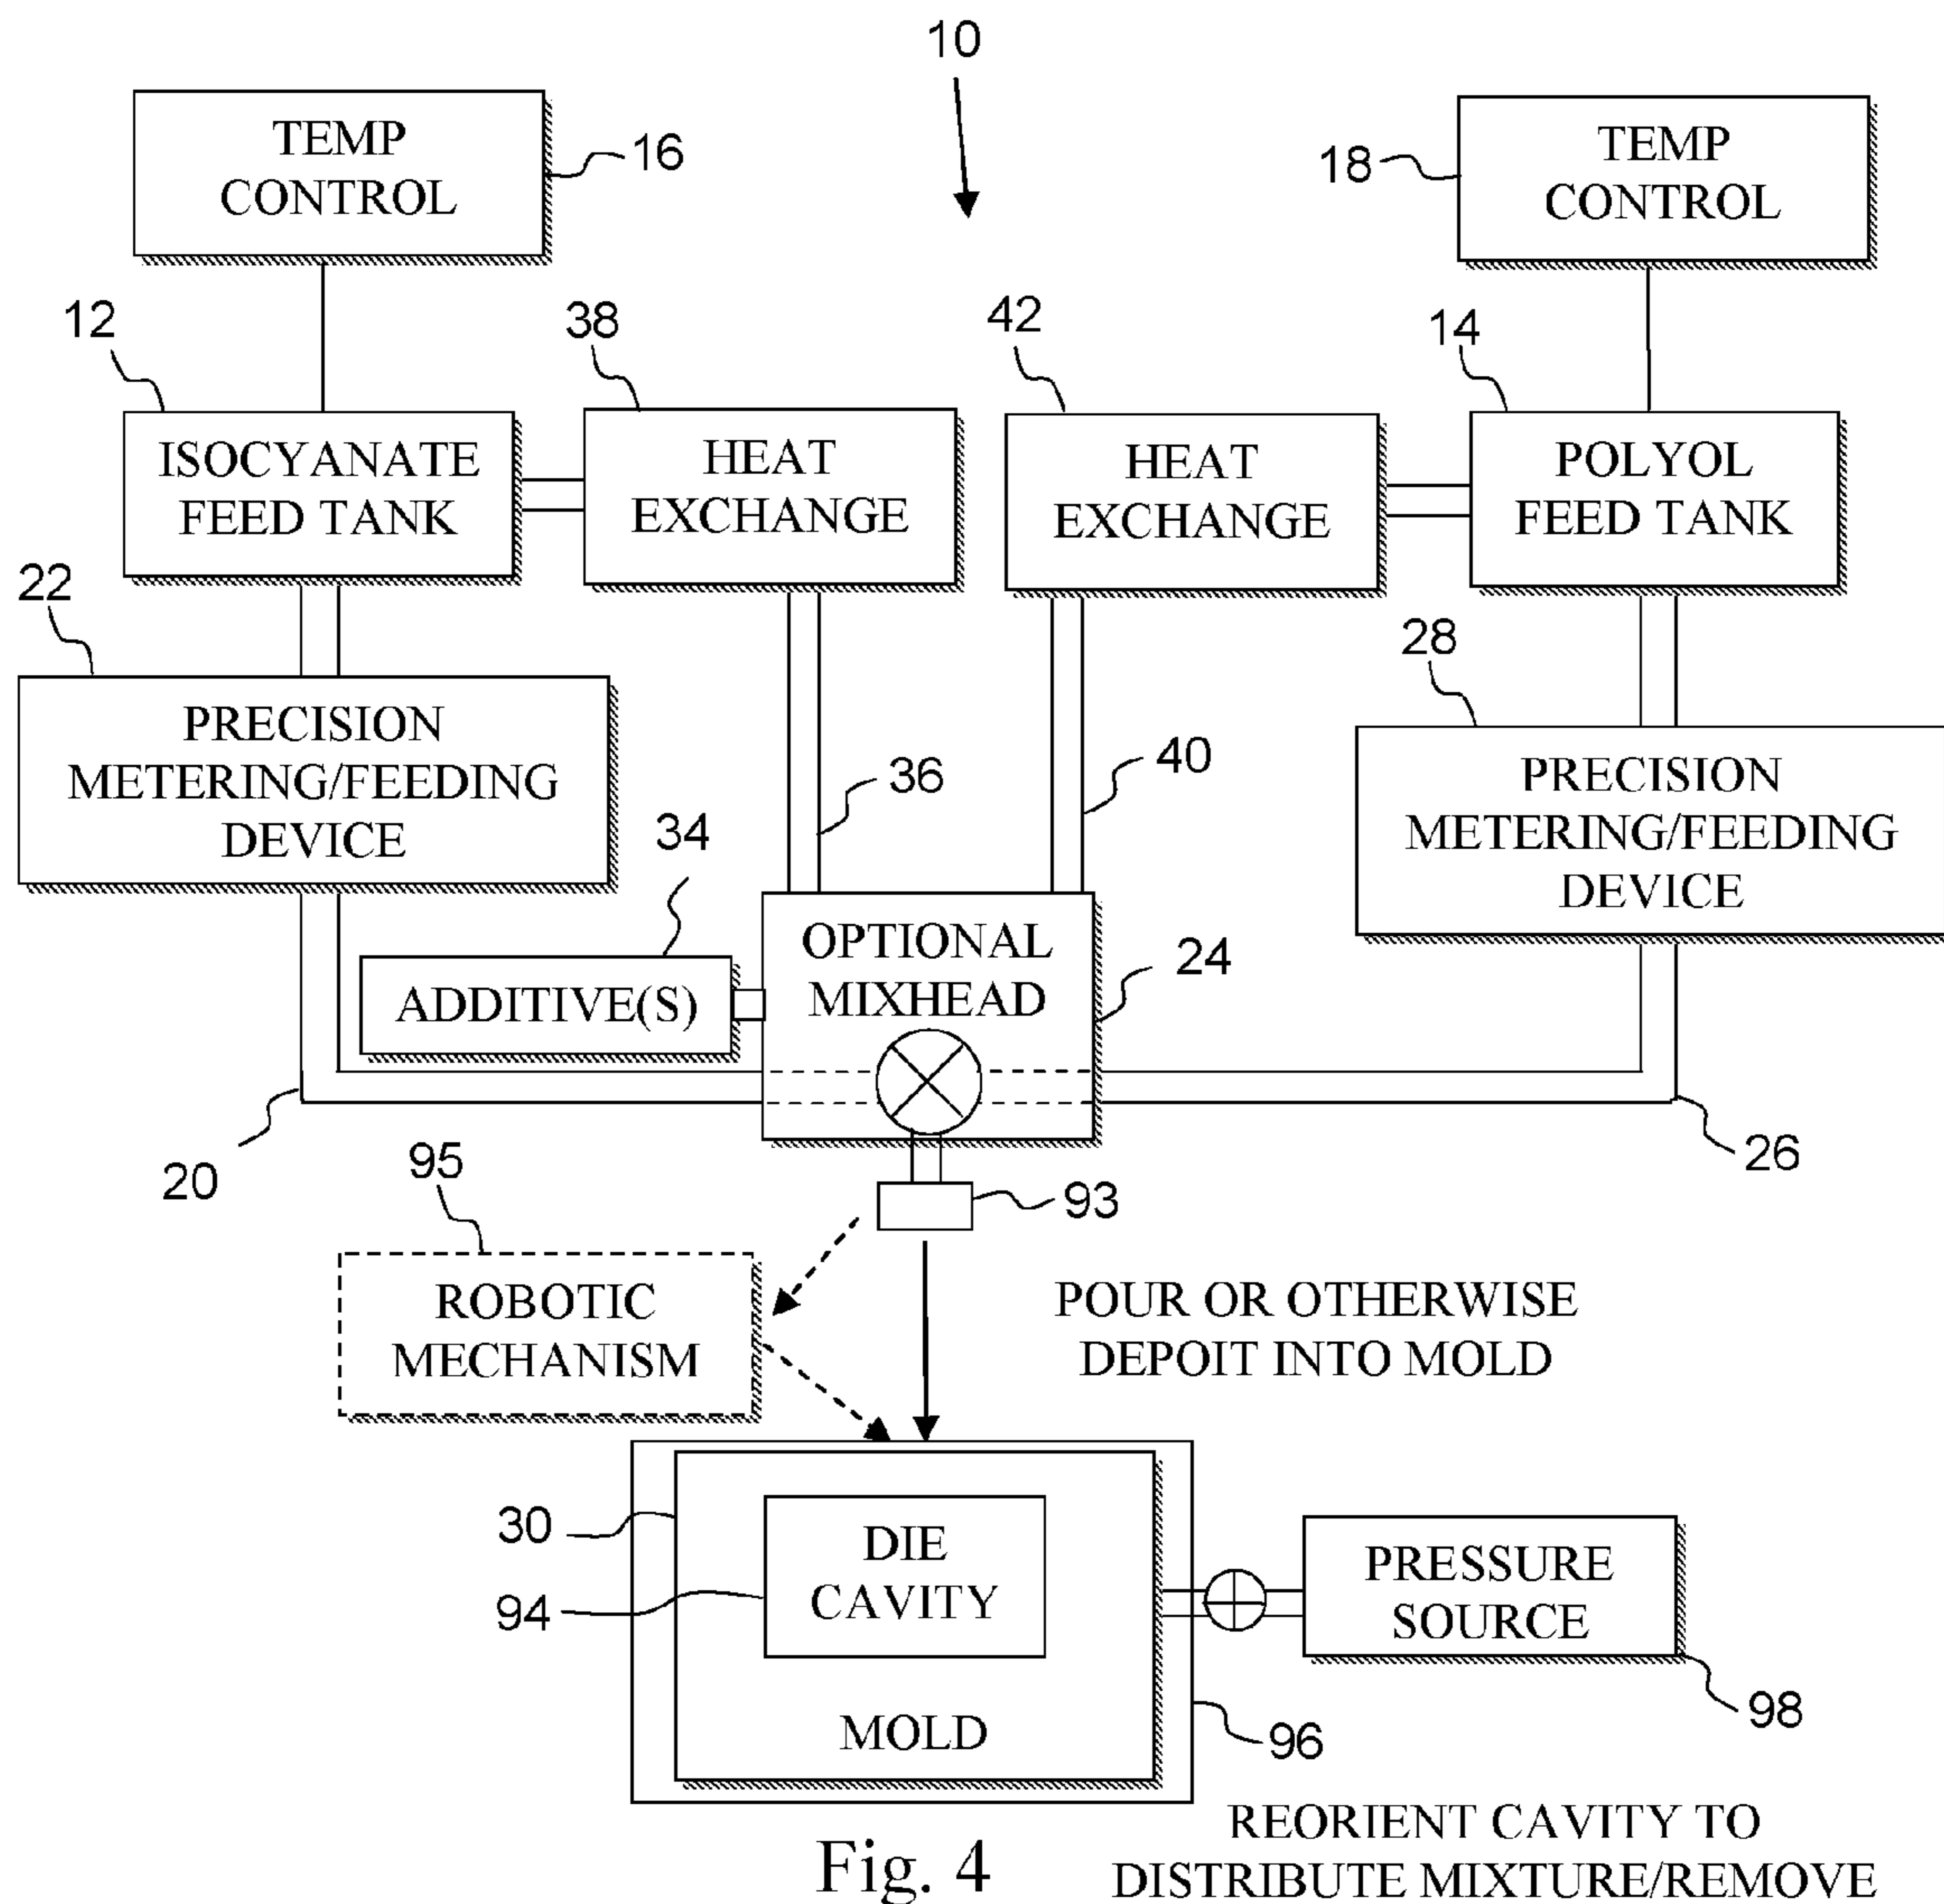 10
TEMP
CONTROL
16
18
TEMP
CONTROL
12
38
42
14
ISOCYANATE
FEED TANK
HEAT
EXCHANGE
HEAT
EXCHANGE
POLYOL
FEED TANK
22
28
PRECISION
METERING/FEEDING
DEVICE
36
40
PRECISION
METERING/FEEDING
DEVICE
34
ADDITIVE(S)
OPTIONAL
MIXHEAD
24
20
26
95
93
ROBOTIC
MECHANISM
POUR OR OTHERWISE
DEPOIT INTO MOLD
30
DIE
CAVITY
94
MOLD
PRESSURE
SOURCE
98
96
REORIENT CAVITY TO
DISTRIBUTE MIXTURE/REMOVE
Fig. 4